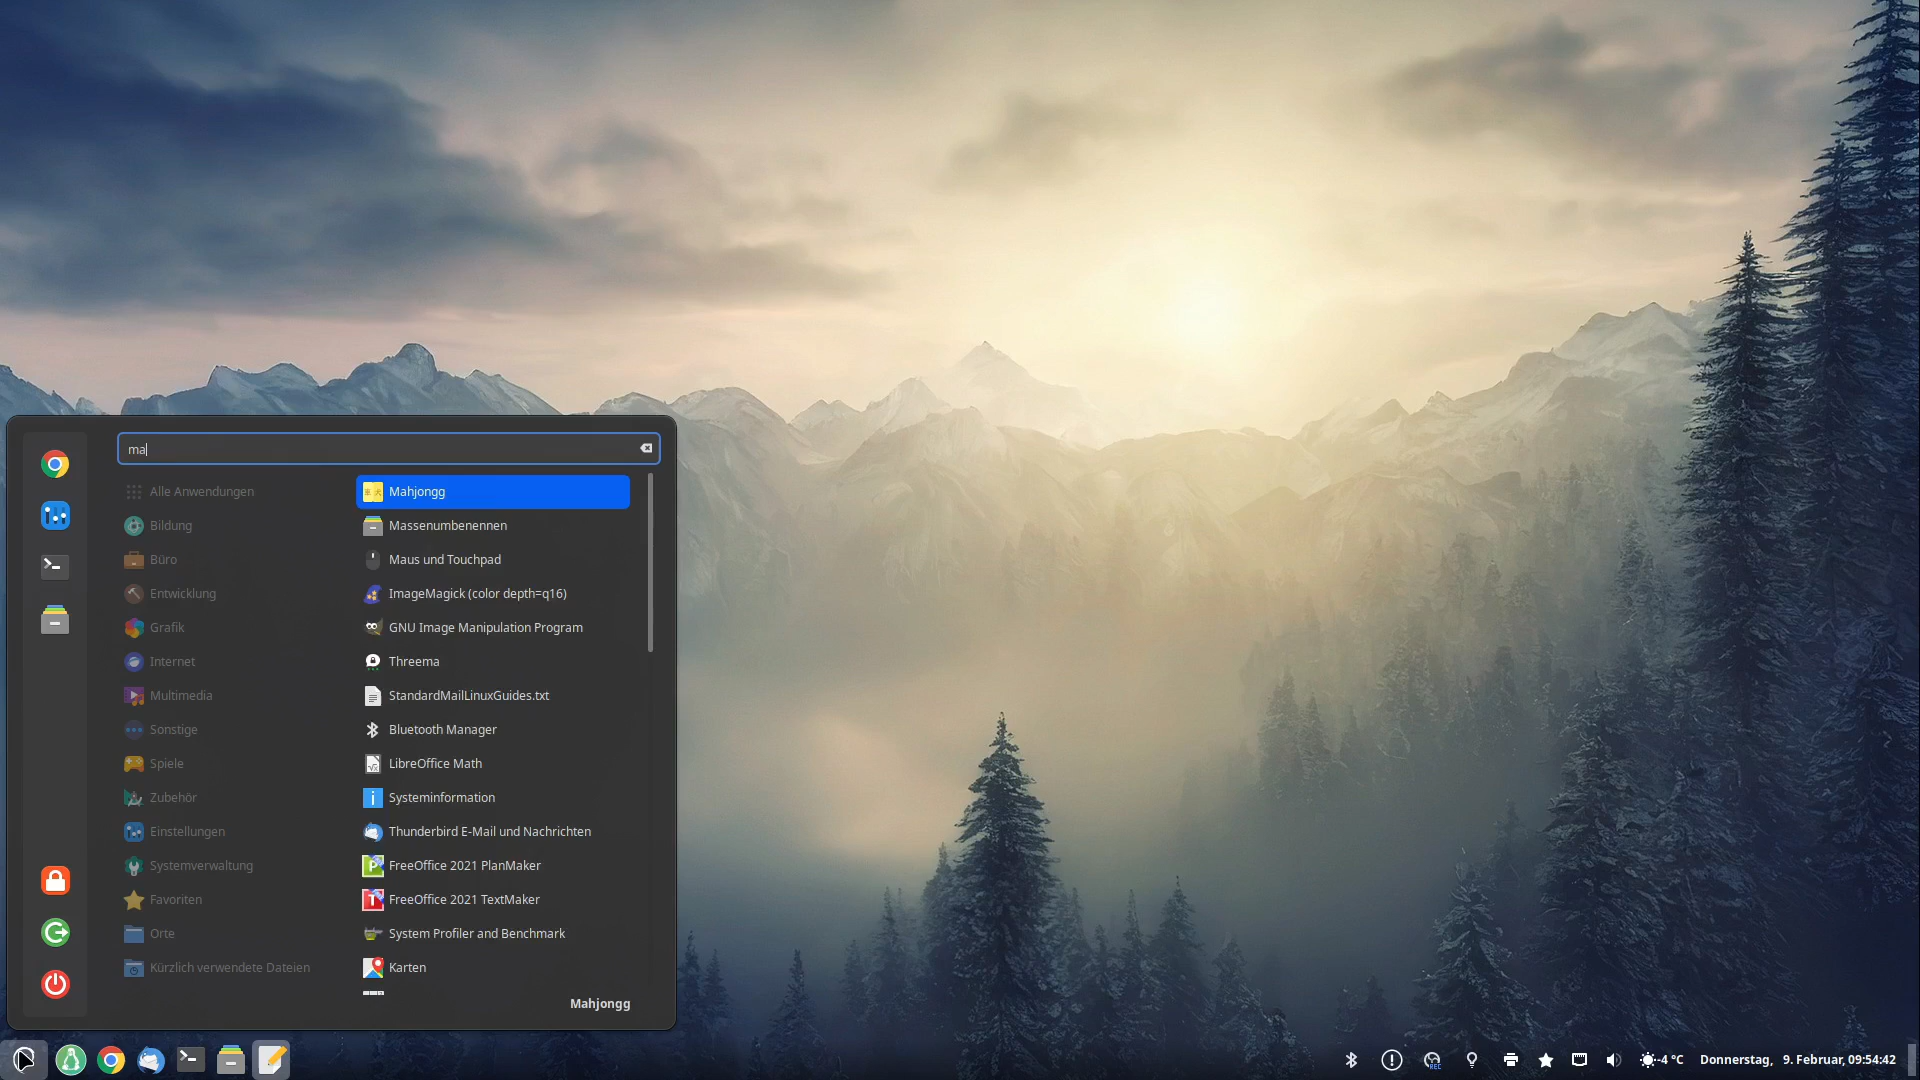 ma
Alle Anwendungen
Bildung
Büro
Entwicklung
Grafik
Internet
Multimedia
Sonstige
Spiele
Zubehör
Einstellungen
Systemverwaltung
Favoriten
Orte
Kürzlich verwendete Dateien
Mahjongg
Massenumbenennen
Maus und Touchpad
ImageMagick (color depth=q16)
GNU Image Manipulation Program
Threema
StandardMailLinuxGuides.txt
Bluetooth Manager
LibreOffice Math
Systeminformation
Thunderbird E-Mail und Nachrichten
FreeOffice 2021 PlanMaker
FreeOffice 2021 TextMaker
System Profiler and Benchmark
Karten
Mahjongg
REC
-4 °C
Donnerstag, 9. Februar, 09:54:42